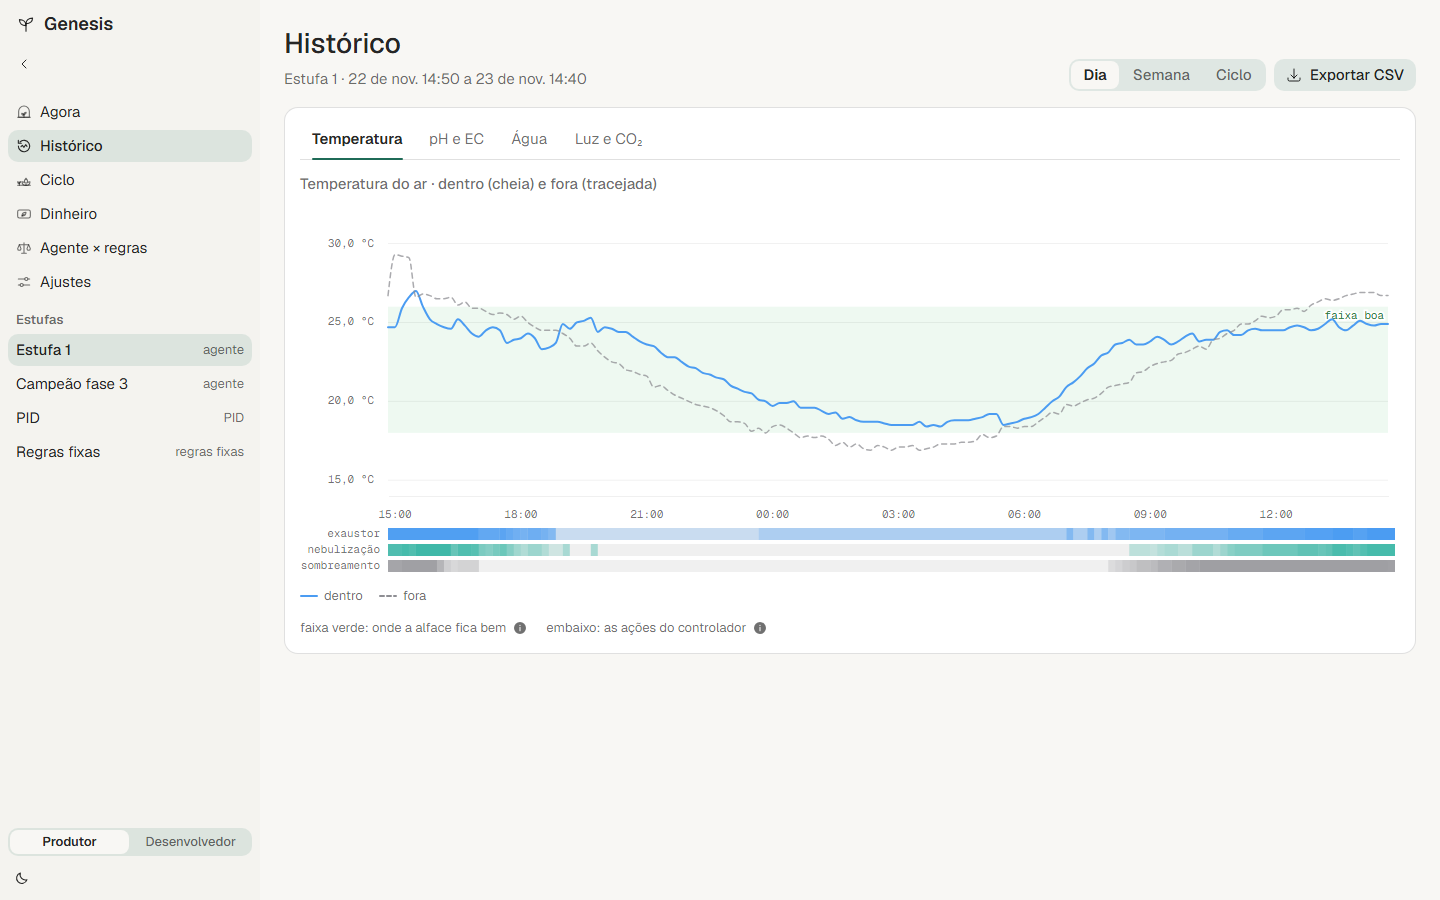 Genesis
Agora
Histórico
Ciclo
Dinheiro
Agente × regras
Ajustes
Estufas
Estufa 1 agente
Campeão fase 3 agente
PID PID
Regras fixas regras fixas
Produtor Desenvolvedor
Histórico
Estufa 1 · 22 de nov. 14:50 a 23 de nov. 14:40
Dia Semana Ciclo Exportar CSV
Temperatura pH e EC Água Luz e CO₂
Temperatura do ar · dentro (cheia) e fora (tracejada)
30,0 °C
faixa boa
25,0 °C
20,0 °C
15,0 °C
15:00 18:00 21:00 00:00 03:00 06:00 09:00 12:00
exaustor
nebulização
sombreamento
dentro fora
faixa verde: onde a alface fica bem embaixo: as ações do controlador